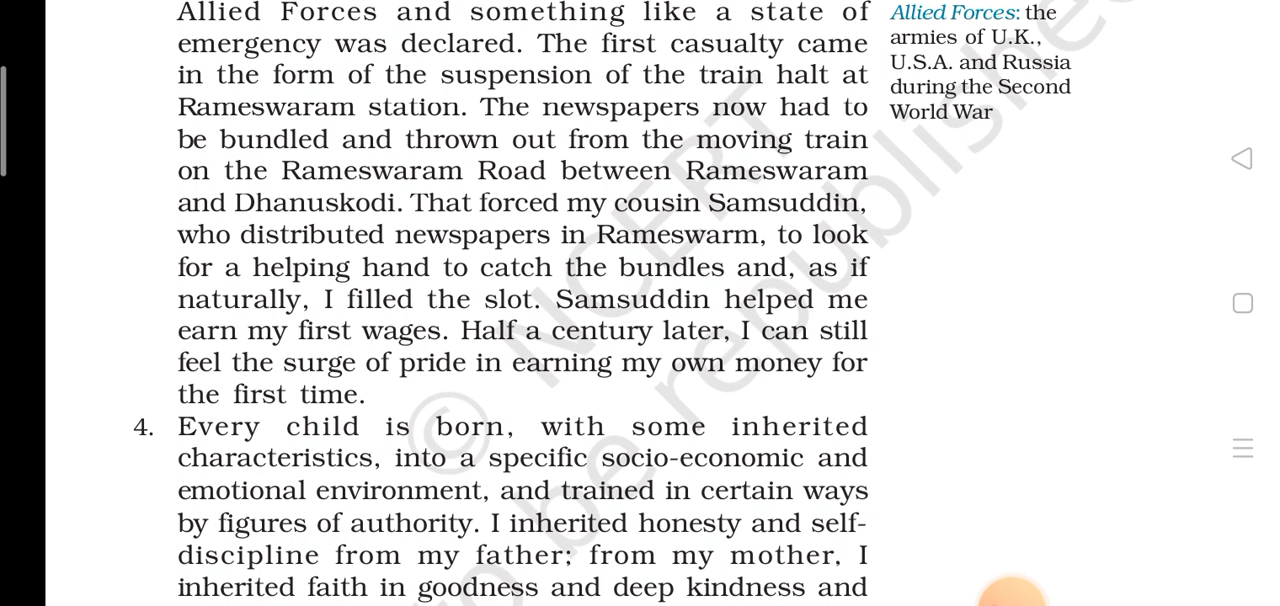 Allied Forces and something like a state of
emergency was declared. The first casualty came
in the form of the suspension of the train halt at
Rameswaram station. The newspapers now had to
be bundled and thrown out from the moving train
on the Rameswaram Road between Rameswaram
and Dhanuskodi. That forced my cousin Samsuddin,
who distributed newspapers in Rameswarm, to look
for a helping hand to catch the bundles and, as if
naturally, I filled the slot. Samsuddin helped me
earn my first wages. Half a century later, I can still
feel the surge of pride in earning my own money for
the first time.
4. Every child is born, with some inherited
characteristics, into a specific socio-economic and
emotional environment, and trained in certain ways
by figures of authority. I inherited honesty and self-
discipline from my father; from my mother, I
inherited faith in goodness and deep kindness and
Allied Forces: the
armies of U.K.,
U.S.A. and Russia
during the Second
World War
© NCERT
to be republished